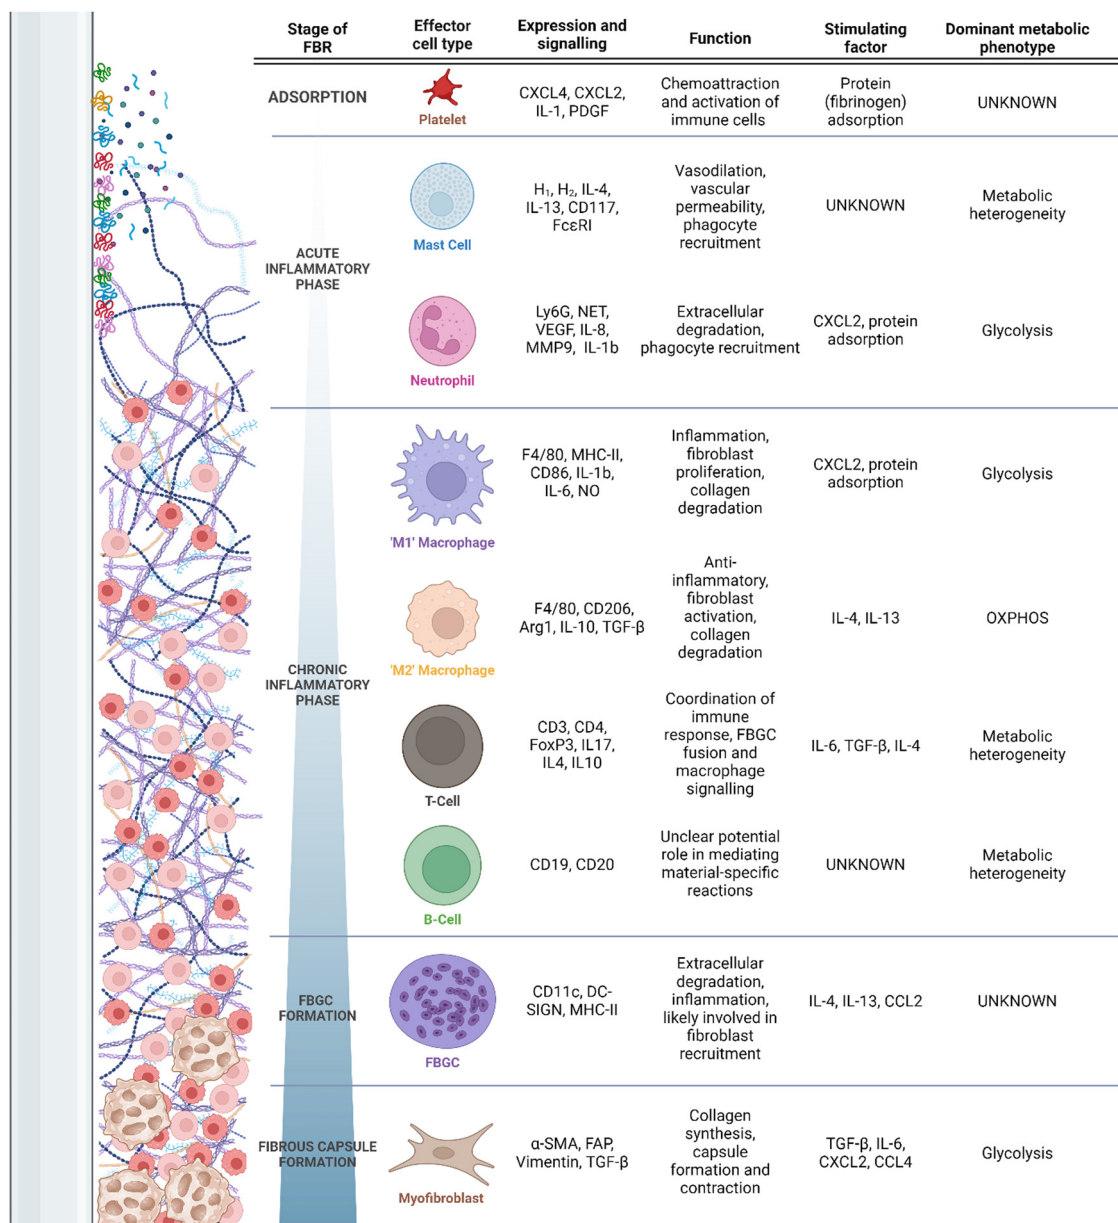 Stage of
FBR
Effector
cell type
Expression and
signalling
Function
Stimulating
factor
Dominant metabolic
phenotype
ADSORPTION
Platelet
CXCL4, CXCL2,
IL-1, PDGF
Chemoattraction
and activation of
immune cells
Protein
(fibrinogen)
adsorption
UNKNOWN
ACUTE
INFLAMMATORY
PHASE
Mast Cell
H₁, H₂, IL-4,
IL-13, CD117,
FcεRI
Vasodilation,
vascular
permeability,
phagocyte
recruitment
UNKNOWN
Metabolic
heterogeneity
Neutrophil
Ly6G, NET,
VEGF, IL-8,
MMP9, IL-1b
Extracellular
degradation,
phagocyte recruitment
CXCL2, protein
adsorption
Glycolysis
CHRONIC
INFLAMMATORY
PHASE
'M1' Macrophage
F4/80, MHC-II,
CD86, IL-1b,
IL-6, NO
Inflammation,
fibroblast
proliferation,
collagen
degradation
CXCL2, protein
adsorption
Glycolysis
'M2' Macrophage
F4/80, CD206,
Arg1, IL-10, TGF-β
Anti-
inflammatory,
fibroblast
activation,
collagen
degradation
IL-4, IL-13
OXPHOS
T-Cell
CD3, CD4,
FoxP3, IL17,
IL4, IL10
Coordination of
immune
response, FBGC
fusion and
macrophage
signalling
IL-6, TGF-β, IL-4
Metabolic
heterogeneity
B-Cell
CD19, CD20
Unclear potential
role in mediating
material-specific
reactions
UNKNOWN
Metabolic
heterogeneity
FBGC
FORMATION
FBGC
CD11c, DC-
SIGN, MHC-II
Extracellular
degradation,
inflammation,
likely involved in
fibroblast
recruitment
IL-4, IL-13, CCL2
UNKNOWN
FIBROUS CAPSULE
FORMATION
Myofibroblast
α-SMA, FAP,
Vimentin, TGF-β
Collagen
synthesis,
capsule
formation and
contraction
TGF-β, IL-6,
CXCL2, CCL4
Glycolysis